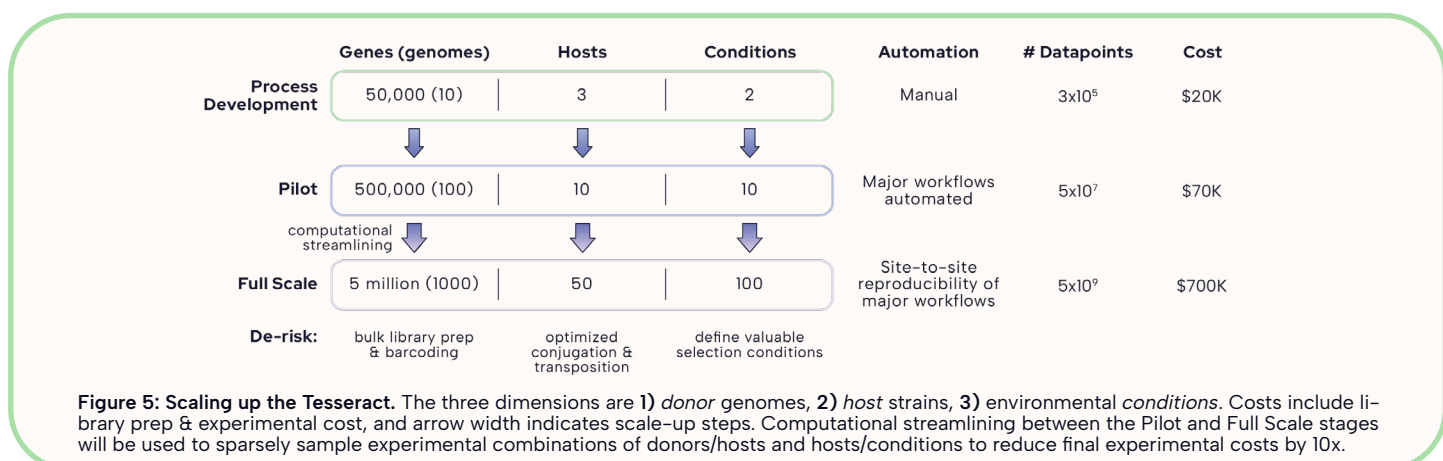 Genes (genomes) Hosts Conditions Automation # Datapoints Cost
Process
Development
50,000 (10) 3 2 Manual 3x10⁵ $20K
Pilot 500,000 (100) 10 10 Major workflows
automated
5x10⁷ $70K
computational
streamlining
Full Scale 5 million (1000) 50 100 Site-to-site
reproducibility of
major workflows
5x10⁹ $700K
De-risk: bulk library prep
& barcoding
optimized
conjugation &
transposition
define valuable
selection conditions
Figure 5: Scaling up the Tesseract. The three dimensions are 1) donor genomes, 2) host strains, 3) environmental conditions. Costs include li-
brary prep & experimental cost, and arrow width indicates scale-up steps. Computational streamlining between the Pilot and Full Scale stages
will be used to sparsely sample experimental combinations of donors/hosts and hosts/conditions to reduce final experimental costs by 10x.